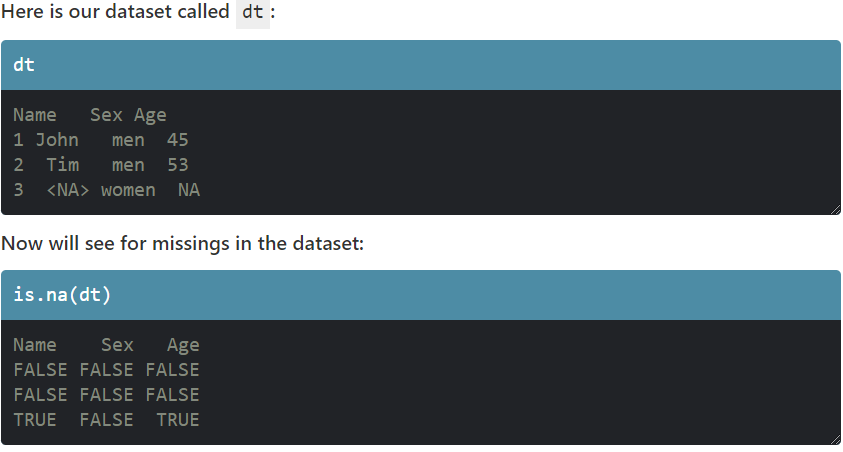 Here is our dataset called dt:
dt
Name   Sex Age
1 John   men  45
2  Tim   men  53
3  <NA> women  NA
Now will see for missings in the dataset:
is.na(dt)
Name    Sex   Age
FALSE FALSE FALSE
FALSE FALSE FALSE
TRUE  FALSE  TRUE